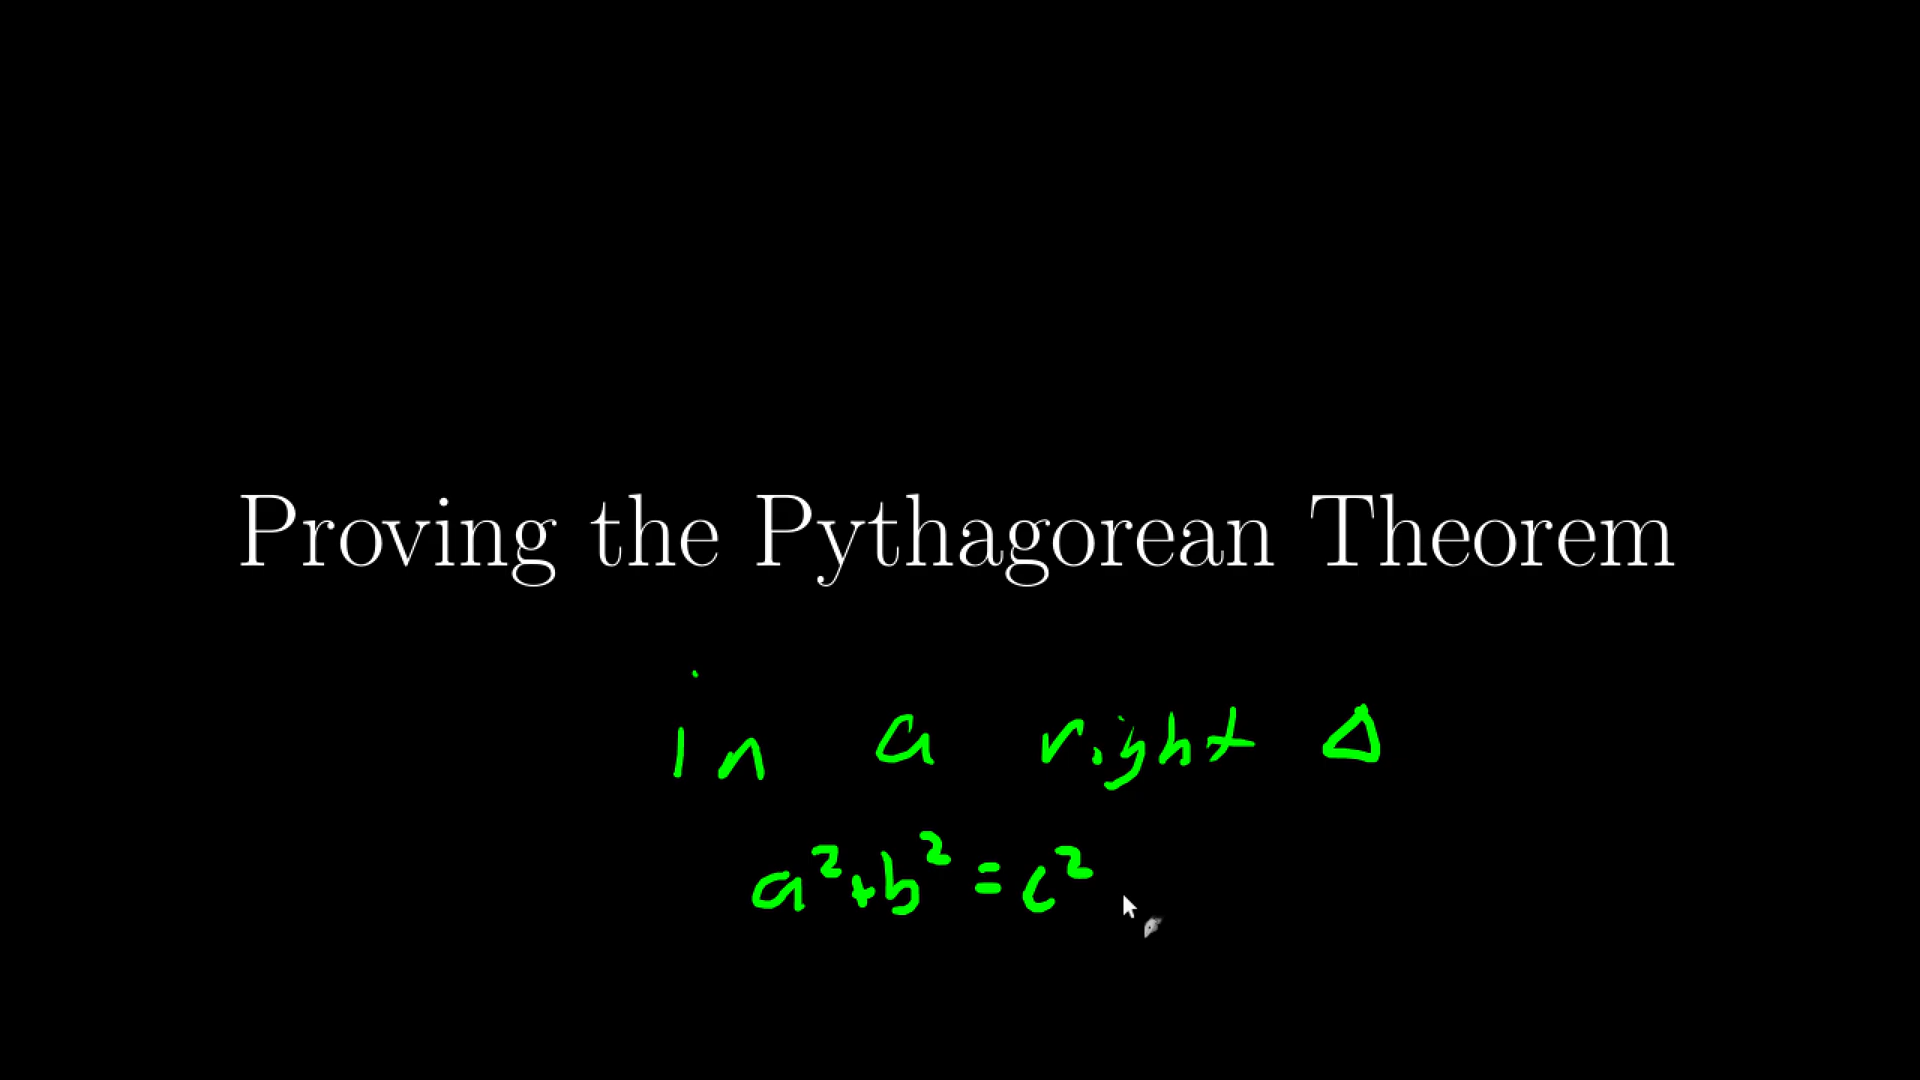 Proving the Pythagorean Theorem
in a right Δ
a²+b²=c²